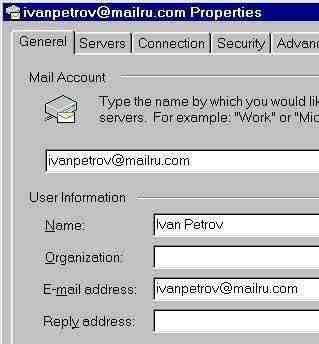 ivanpetrov@mailru.com Properties
General Servers Connection Security Advan
Mail Account
Type the name by which you would lik
servers. For example: "Work" or "Mic
ivanpetrov@mailru.com
User Information
Name: Ivan Petrov
Organization:
E-mail address: ivanpetrov@mailru.com
Reply address: